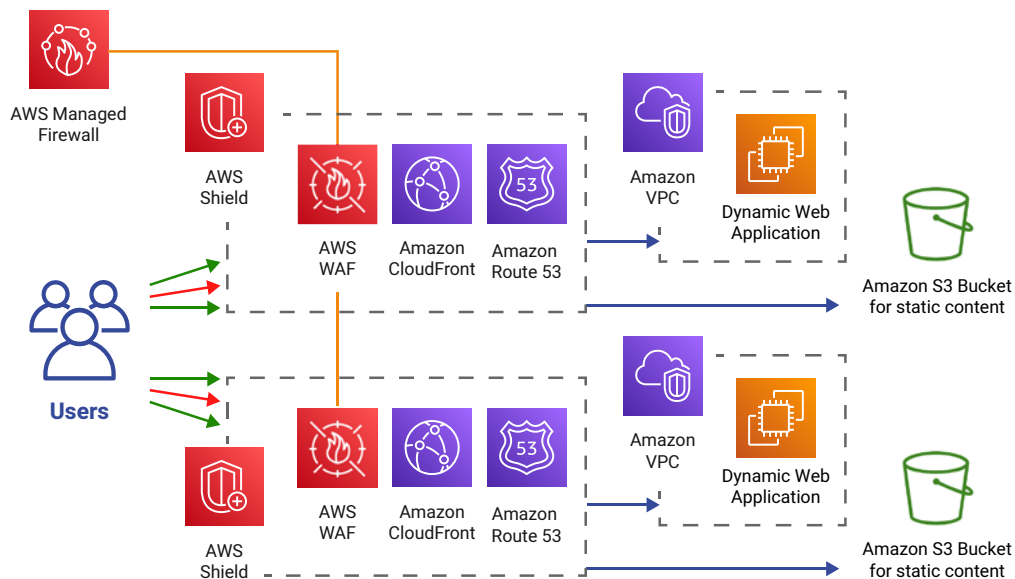 AWS Managed
Firewall
AWS
Shield
AWS
WAF
Amazon
CloudFront
53
Amazon
Route 53
Amazon
VPC
Dynamic Web
Application
Amazon S3 Bucket
for static content
Users
AWS
Shield
AWS
WAF
Amazon
CloudFront
53
Amazon
Route 53
Amazon
VPC
Dynamic Web
Application
Amazon S3 Bucket
for static content